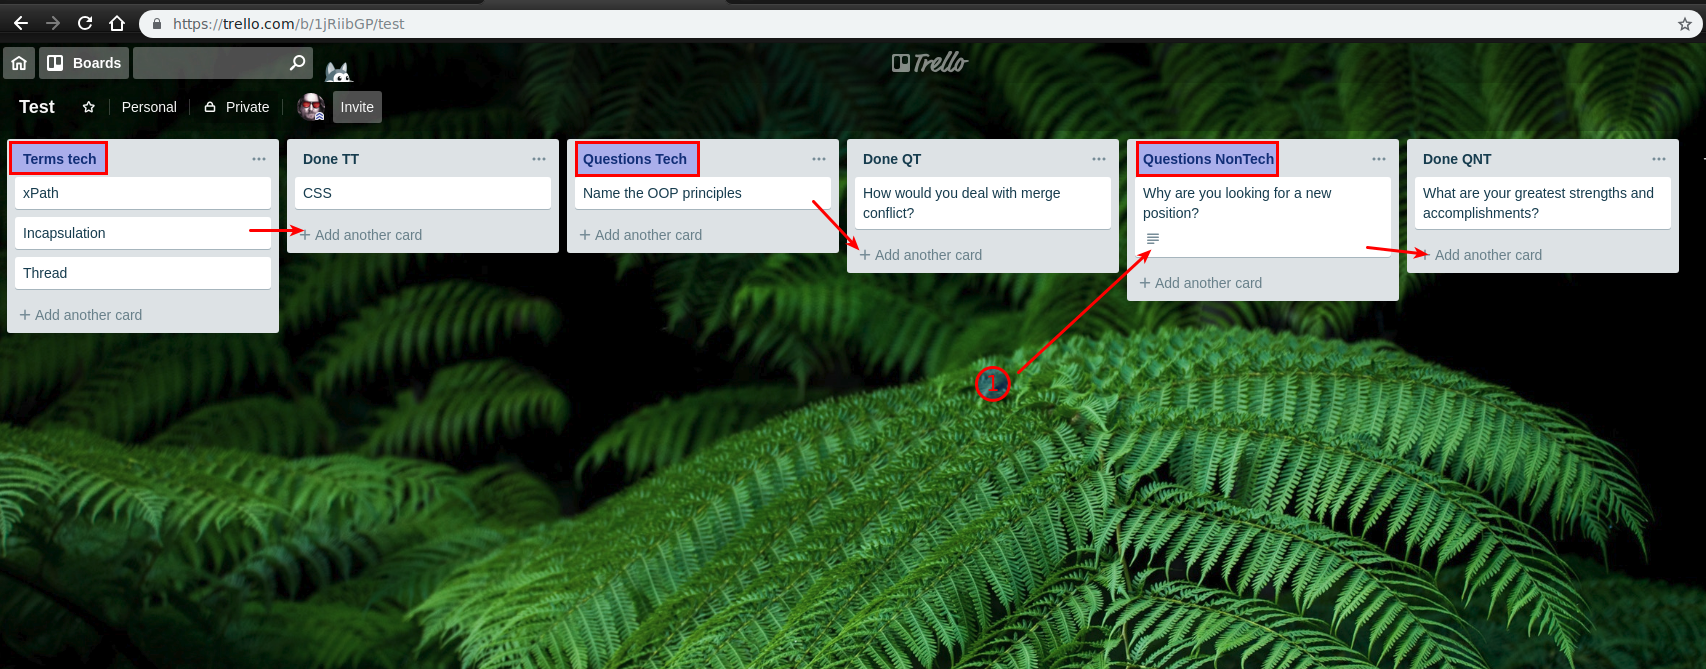 https://trello.com/b/1jRiibGP/test
Boards
Trello
Test
Personal
Private
Invite
Terms tech
xPath
Incapsulation
Thread
+ Add another card
Done TT
CSS
+ Add another card
Questions Tech
Name the OOP principles
+ Add another card
Done QT
How would you deal with merge
conflict?
+ Add another card
Questions NonTech
Why are you looking for a new
position?
+ Add another card
Done QNT
What are your greatest strengths and
accomplishments?
+ Add another card
1